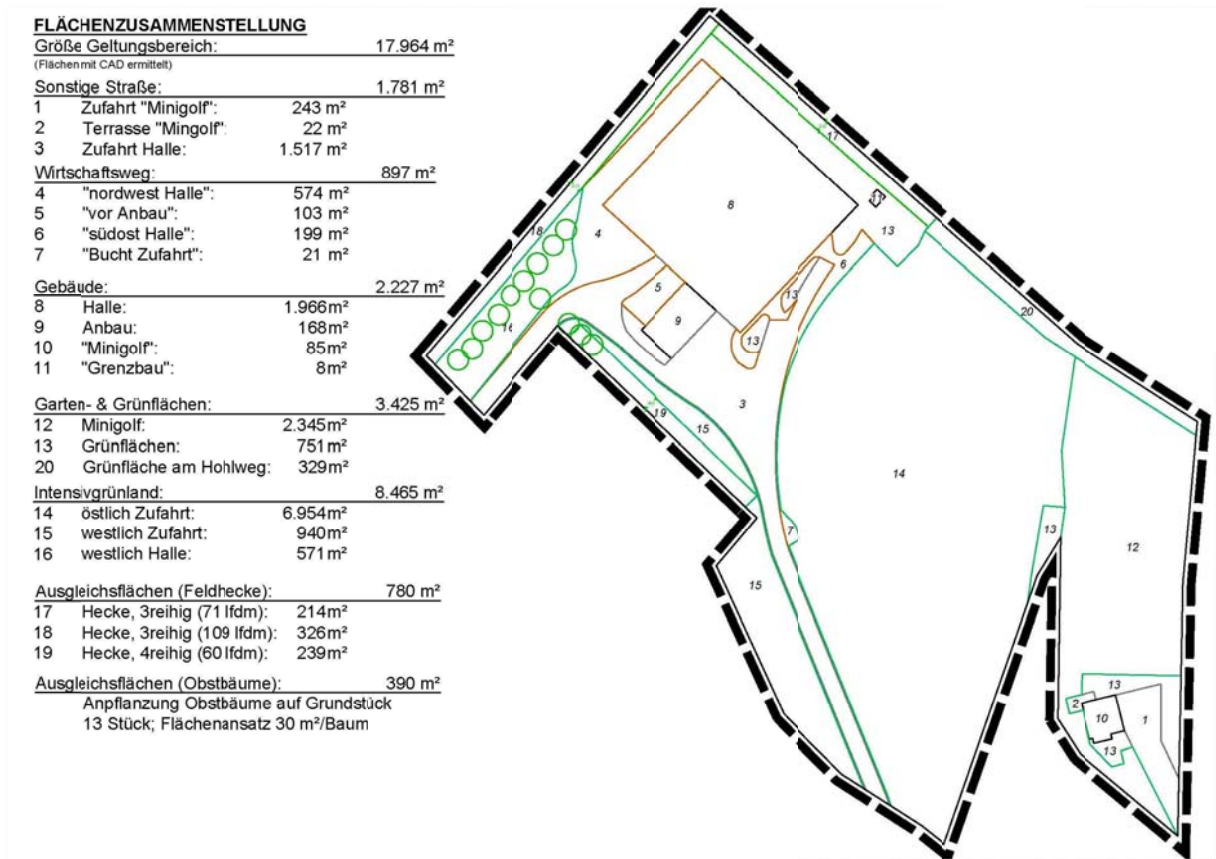 FLÄCHENZUSAMMENSTELLUNG
Größe Geltungsbereich: 17.964 m²
(Flächen mit CAD ermittelt)
Sonstige Straße: 1.781 m²
1 Zufahrt "Minigolf": 243 m²
2 Terrasse "Mingolf": 22 m²
3 Zufahrt Halle: 1.517 m²
Wirtschaftsweg: 897 m²
4 "nordwest Halle": 574 m²
5 "vor Anbau": 103 m²
6 "südost Halle": 199 m²
7 "Bucht Zufahrt": 21 m²
Gebäude: 2.227 m²
8 Halle: 1.966m²
9 Anbau: 168m²
10 "Minigolf": 85m²
11 "Grenzbau": 8m²
Garten- & Grünflächen: 3.425 m²
12 Minigolf: 2.345m²
13 Grünflächen: 751m²
20 Grünfläche am Hohlweg: 329m²
Intensivgrünland: 8.465 m²
14 östlich Zufahrt: 6.954m²
15 westlich Zufahrt: 940m²
16 westlich Halle: 571m²
Ausgleichsflächen (Feldhecke): 780 m²
17 Hecke, 3reihig (71 lfdm): 214m²
18 Hecke, 3reihig (109 lfdm): 326m²
19 Hecke, 4reihig (60 lfdm): 239m²
Ausgleichsflächen (Obstbäume): 390 m²
Anpflanzung Obstbäume auf Grundstück
13 Stück; Flächenansatz 30 m²/Baum
17
8
11
13
18
4
6
5
13
20
16
9
13
3
19
15
14
7
13
12
15
13
2
10
1
13